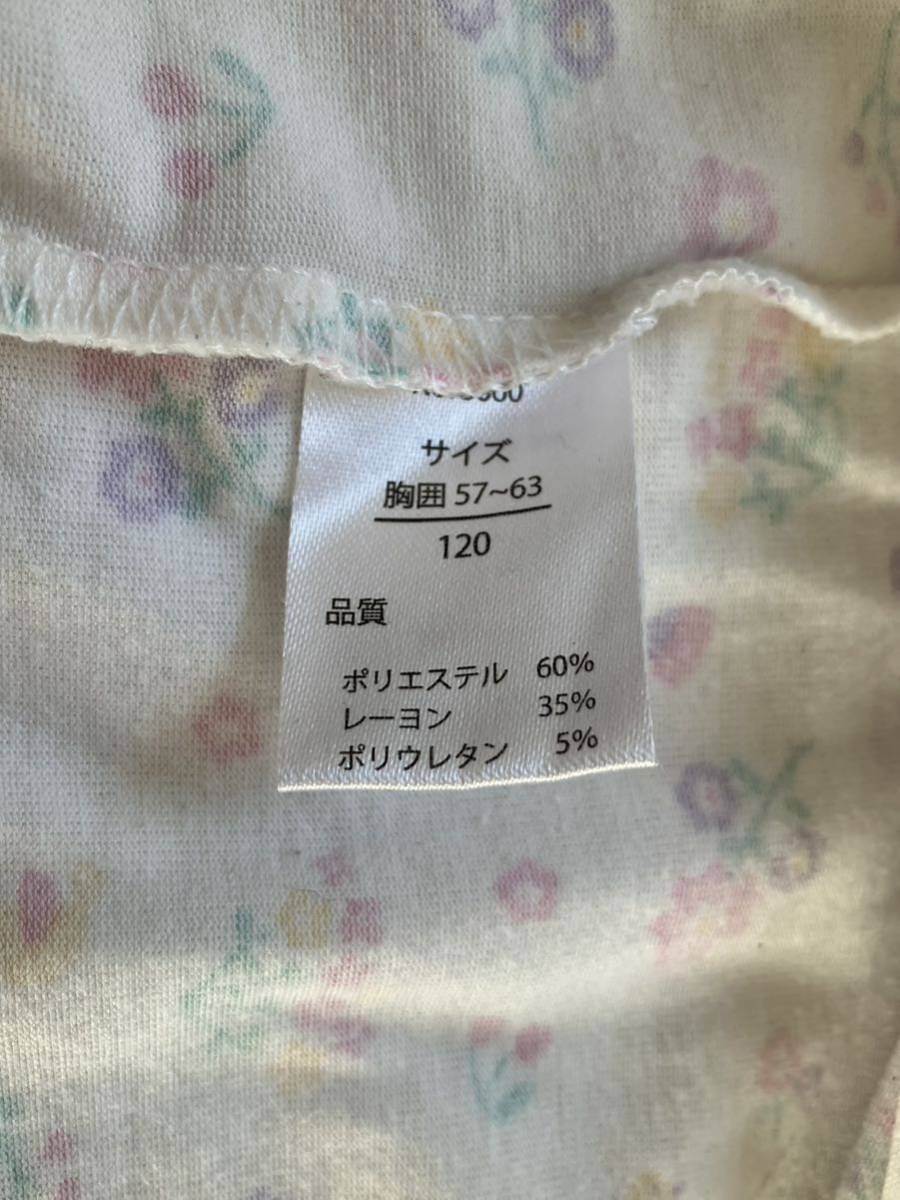 サイズ
胸囲 57~63
120
品質
ポリエステル 60%
レーヨン 35%
ポリウレタン 5%